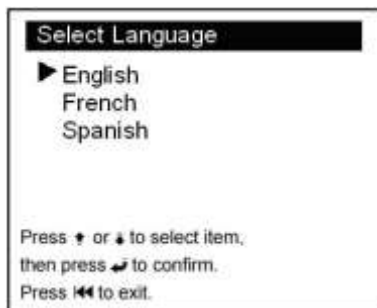 Select Language
▶ English
French
Spanish
Press ↑ or ↓ to select item,
then press ↵ to confirm.
Press ⏮ to exit.